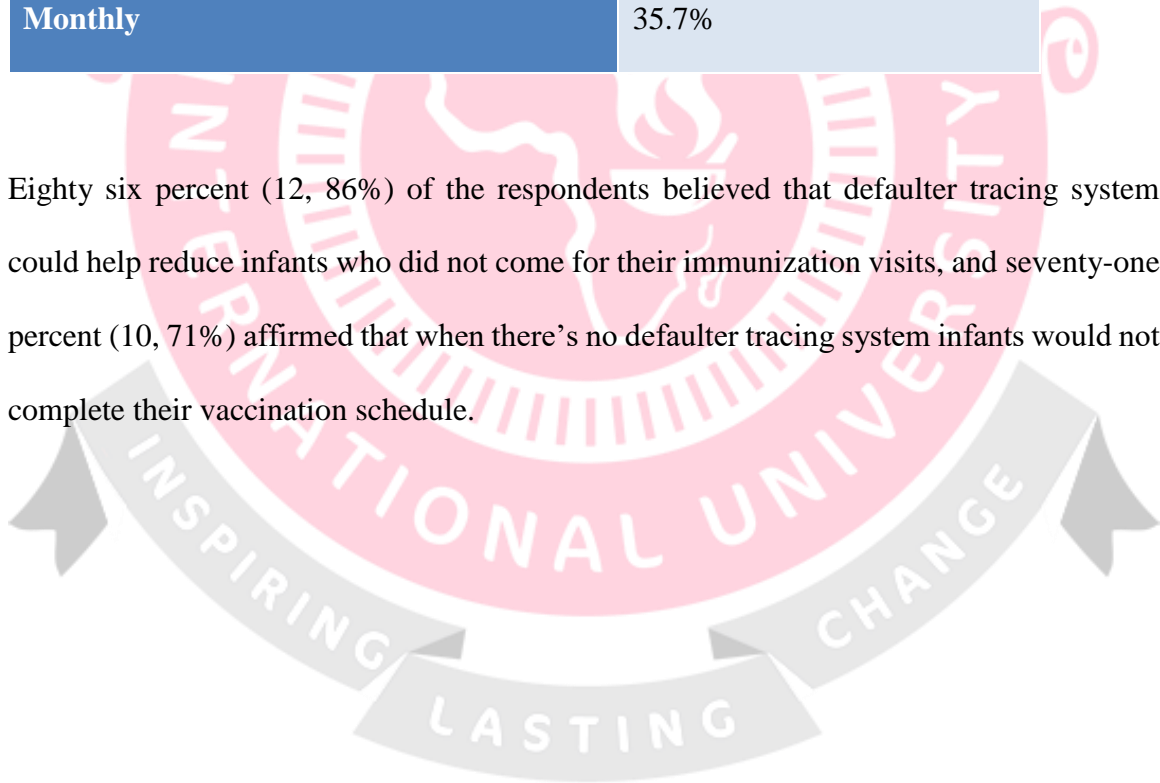 Monthly 35.7%
Eighty six percent (12, 86%) of the respondents believed that defaulter tracing system
could help reduce infants who did not come for their immunization visits, and seventy-one
percent (10, 71%) affirmed that when there’s no defaulter tracing system infants would not
complete their vaccination schedule.
N-ERNATIONAL UNIVERSITY
INSPIRING LASTING CHANGE